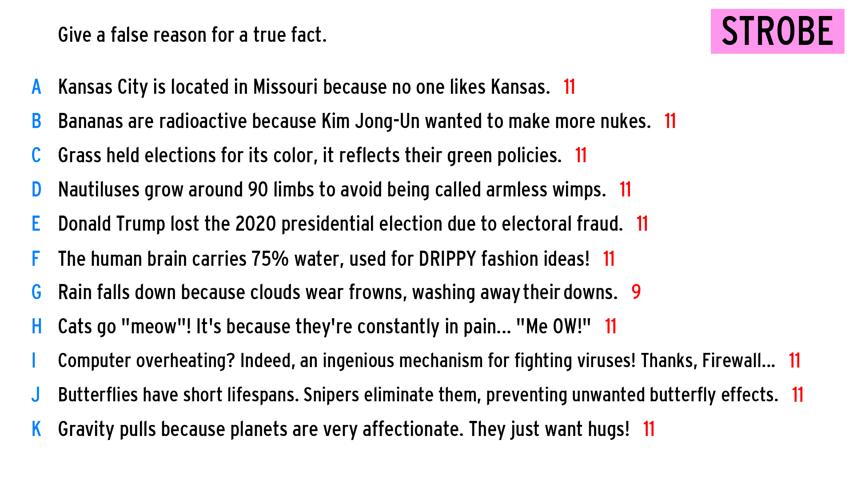 Give a false reason for a true fact.
STROBE
A Kansas City is located in Missouri because no one likes Kansas. 11
B Bananas are radioactive because Kim Jong-Un wanted to make more nukes. 11
C Grass held elections for its color, it reflects their green policies. 11
D Nautiluses grow around 90 limbs to avoid being called armless wimps. 11
E Donald Trump lost the 2020 presidential election due to electoral fraud. 11
F The human brain carries 75% water, used for DRIPPY fashion ideas! 11
G Rain falls down because clouds wear frowns, washing away their downs. 9
H Cats go "meow"! It's because they're constantly in pain... "Me OW!" 11
I Computer overheating? Indeed, an ingenious mechanism for fighting viruses! Thanks, Firewall... 11
J Butterflies have short lifespans. Snipers eliminate them, preventing unwanted butterfly effects. 11
K Gravity pulls because planets are very affectionate. They just want hugs! 11